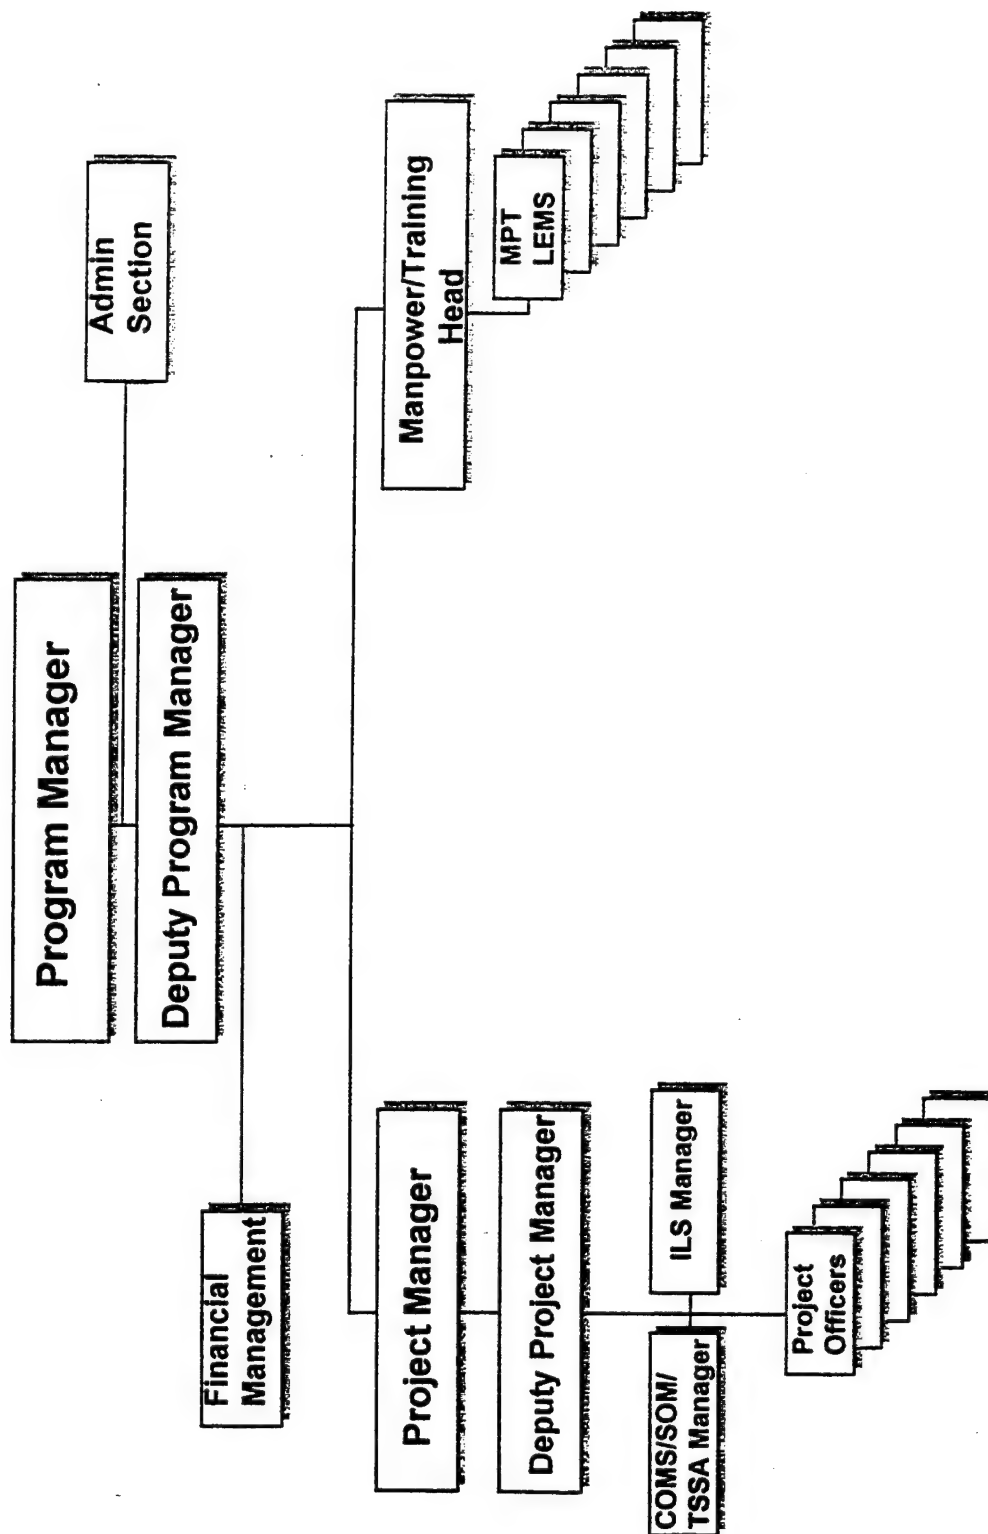 Program Manager
Admin
Section
Deputy Program Manager
Financial
Management
Project Manager
Manpower/Training
Head
Deputy Project Manager
MPT
LEMS
COMS/SOM/
TSSA Manager
ILS Manager
Project
Officers